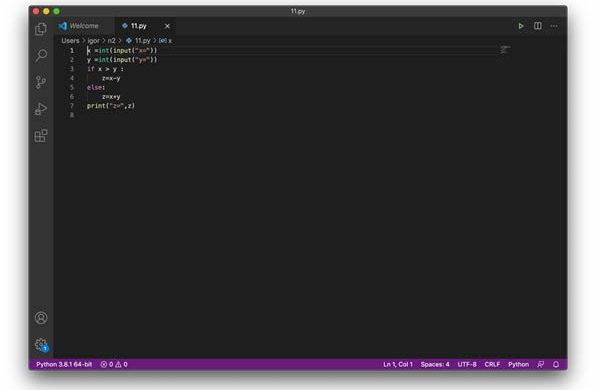 11.py
Welcome
11.py
Users > igor > n2 > 11.py > x
1 x =int(input("x="))
2 y =int(input("y="))
3 if x > y :
4     z=x-y
5 else:
6     z=x+y
7 print("z=",z)
8
1
Python 3.8.1 64-bit 0 0 Ln 1, Col 1 Spaces: 4 UTF-8 CRLF Python